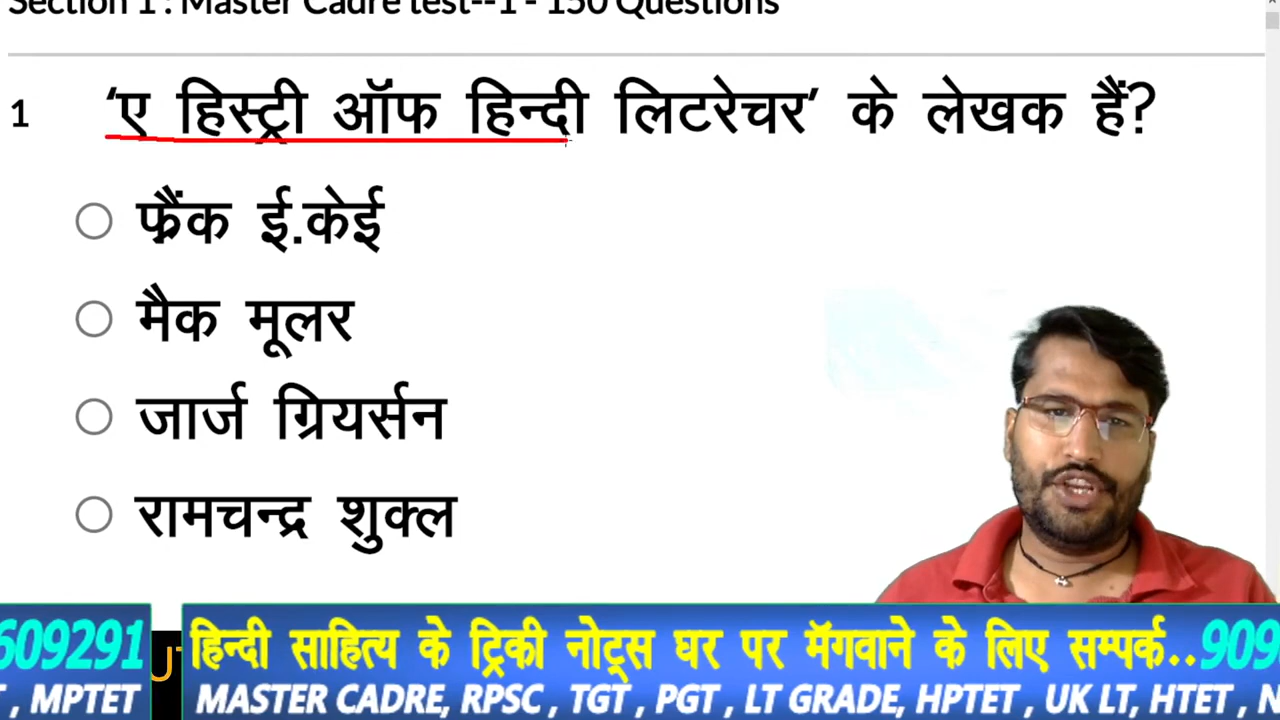 Section 1 : Master Cadre test--1 - 150 Questions
1 ‘ए हिस्ट्री ऑफ हिन्दी लिटरेचर’ के लेखक हैं?
फ्रैंक ई.केई
मैक मूलर
जार्ज ग्रियर्सन
रामचन्द्र शुक्ल
609291 हिन्दी साहित्य के ट्रिकी नोट्स घर पर मँगवाने के लिए सम्पर्क..909
, MPTET MASTER CADRE, RPSC , TGT , PGT , LT GRADE, HPTET , UK LT, HTET , N